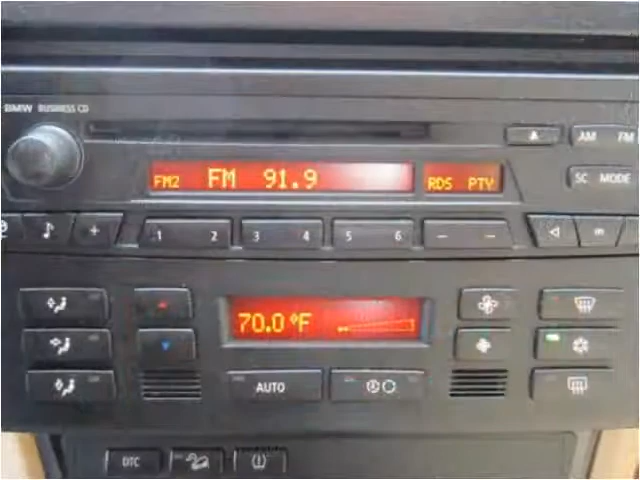 BMW BUSINESS CD
AM FM
FM2 FM 91.9 RDS PTY
SC MODE
1 2 3 4 5 6
70.0 °F
AUTO
DTC